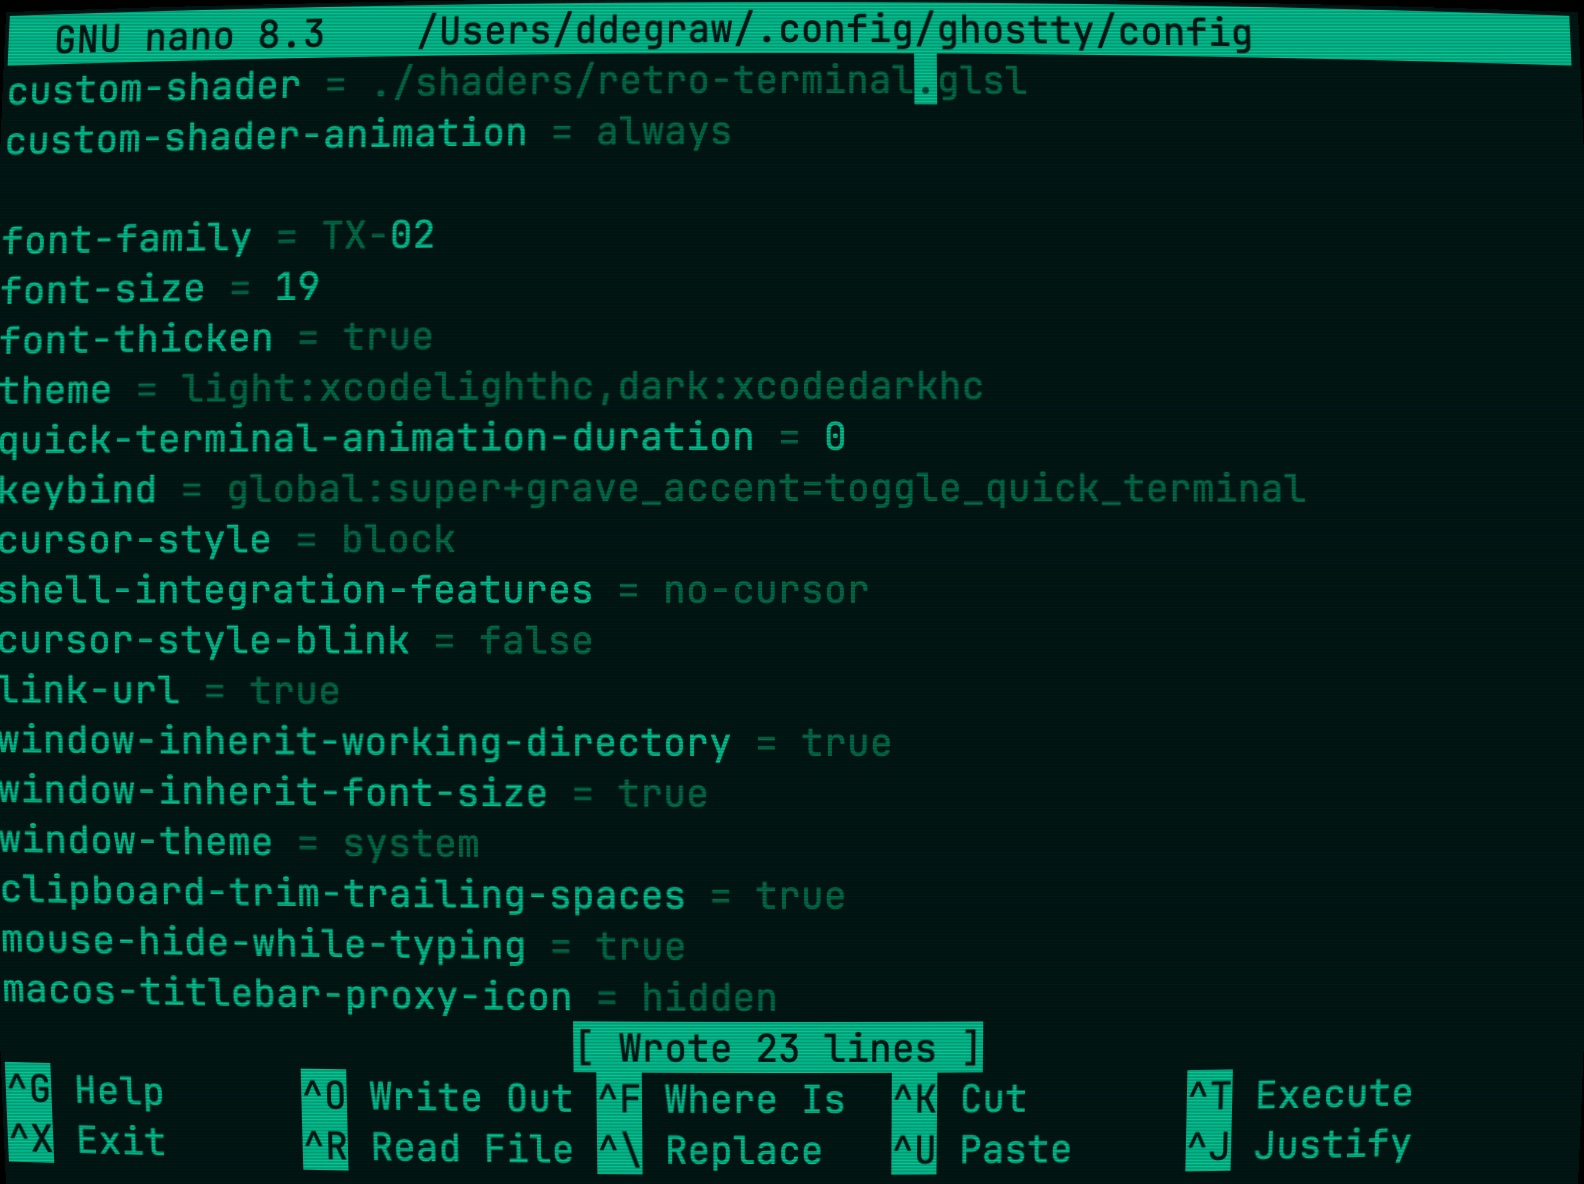 GNU nano 8.3 /Users/ddegraw/.config/ghostty/config
custom-shader = ./shaders/retro-terminal.glsl
custom-shader-animation = always
font-family = TX-02
font-size = 19
font-thicken = true
theme = light:xcodelighthc,dark:xcodedarkhc
quick-terminal-animation-duration = 0
keybind = global:super+grave_accent=toggle_quick_terminal
cursor-style = block
shell-integration-features = no-cursor
cursor-style-blink = false
link-url = true
window-inherit-working-directory = true
window-inherit-font-size = true
window-theme = system
clipboard-trim-trailing-spaces = true
mouse-hide-while-typing = true
macos-titlebar-proxy-icon = hidden
[ Wrote 23 lines ]
^G Help ^O Write Out ^F Where Is ^K Cut ^T Execute
^X Exit ^R Read File ^\ Replace ^U Paste ^J Justify